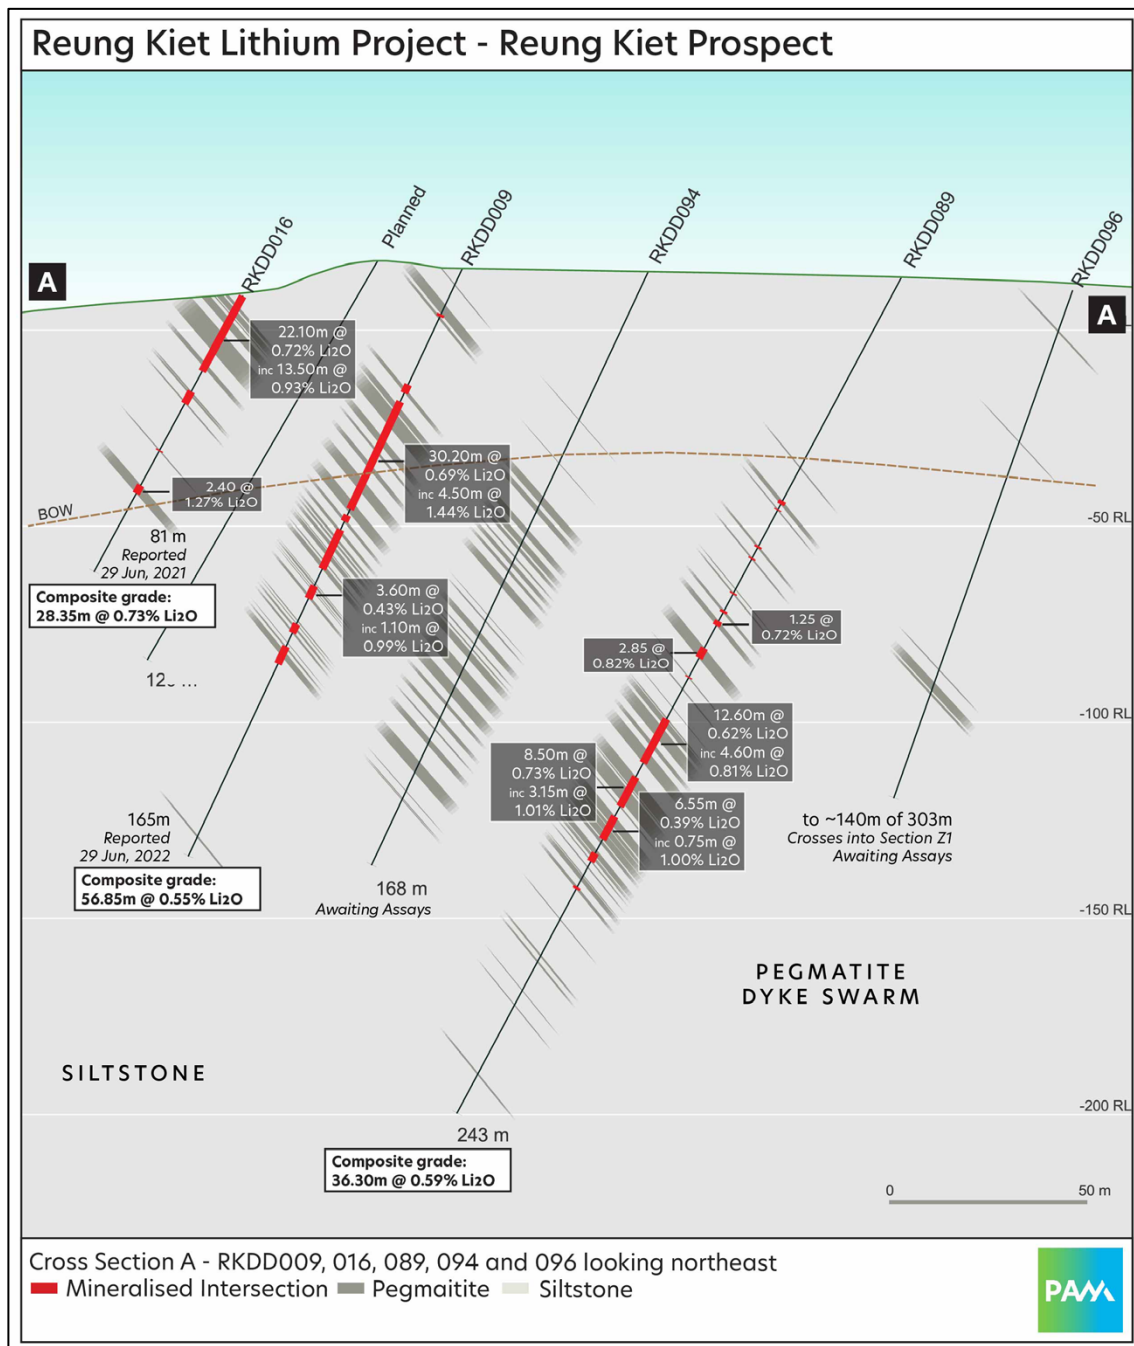 Reung Kiet Lithium Project - Reung Kiet Prospect
RKDD016
Planned
RKDD009
RKDD094
RKDD089
RKDD096
A
A
22.10m @
0.72% Li2O
inc 13.50m @
0.93% Li2O
30.20m @
0.69% Li2O
inc 4.50m @
1.44% Li2O
2.40 @
1.27% Li2O
BOW
-50 RL
81 m
Reported
29 Jun, 2021
Composite grade:
28.35m @ 0.73% Li2O
3.60m @
0.43% Li2O
inc 1.10m @
0.99% Li2O
1.25 @
0.72% Li2O
2.85 @
0.82% Li2O
-100 RL
12.60m @
0.62% Li2O
inc 4.60m @
0.81% Li2O
8.50m @
0.73% Li2O
inc 3.15m @
1.01% Li2O
6.55m @
0.39% Li2O
inc 0.75m @
1.00% Li2O
165m
Reported
29 Jun, 2022
Composite grade:
56.85m @ 0.55% Li2O
168 m
Awaiting Assays
to ~140m of 303m
Crosses into Section Z1
Awaiting Assays
-150 RL
PEGMATITE
DYKE SWARM
SILTSTONE
-200 RL
243 m
Composite grade:
36.30m @ 0.59% Li2O
0 50 m
Cross Section A - RKDD009, 016, 089, 094 and 096 looking northeast
Mineralised Intersection Pegmaitite Siltstone
PAM